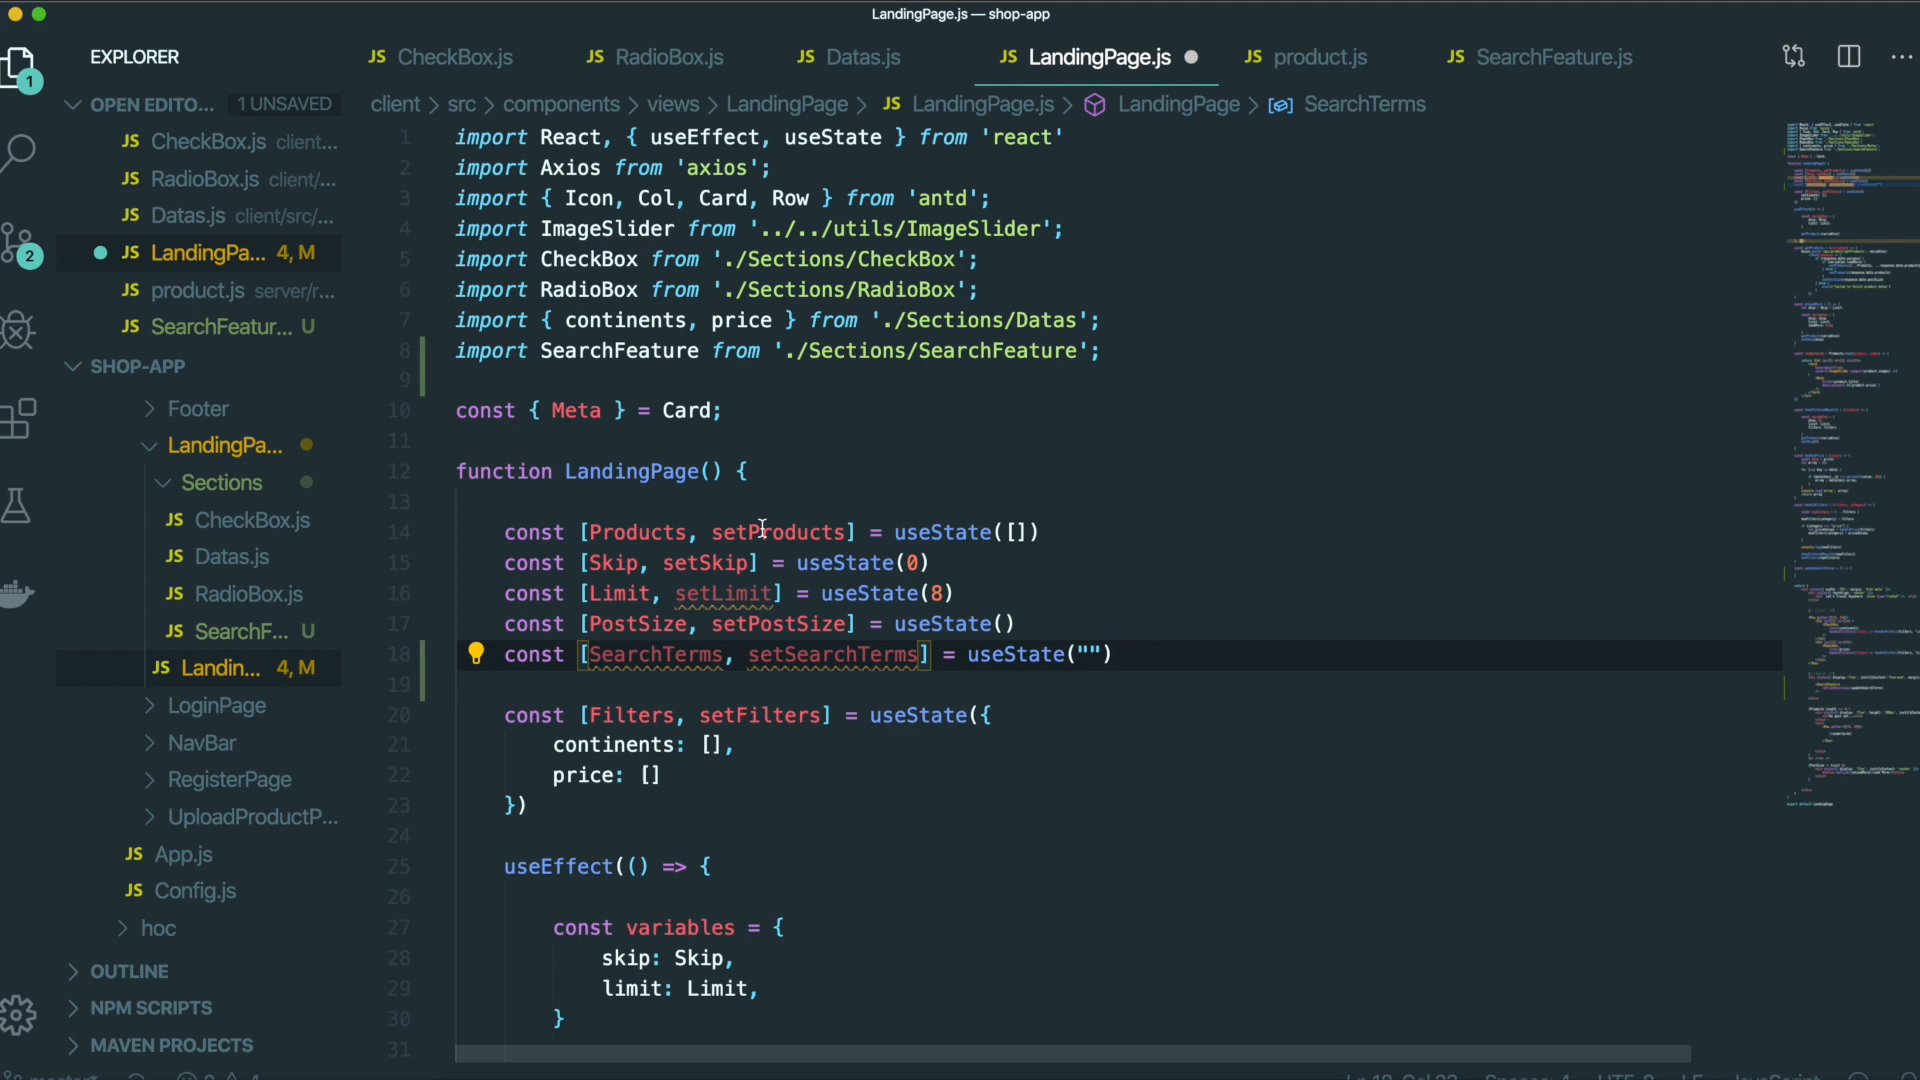 LandingPage.js — shop-app
EXPLORER
JS CheckBox.js
JS RadioBox.js
JS Datas.js
JS LandingPage.js
JS product.js
JS SearchFeature.js
1
OPEN EDITO... 1 UNSAVED
client > src > components > views > LandingPage > JS LandingPage.js > LandingPage > SearchTerms
JS CheckBox.js client...
JS RadioBox.js client/...
JS Datas.js client/src/...
JS LandingPa... 4, M
JS product.js server/r...
JS SearchFeatur... U
2
SHOP-APP
Footer
LandingPa...
Sections
JS CheckBox.js
JS Datas.js
JS RadioBox.js
JS SearchF... U
JS Landin... 4, M
LoginPage
NavBar
RegisterPage
UploadProductP...
JS App.js
JS Config.js
hoc
OUTLINE
NPM SCRIPTS
MAVEN PROJECTS
1 import React, { useEffect, useState } from 'react'
2 import Axios from 'axios';
3 import { Icon, Col, Card, Row } from 'antd';
4 import ImageSlider from '../../utils/ImageSlider';
5 import CheckBox from './Sections/CheckBox';
6 import RadioBox from './Sections/RadioBox';
7 import { continents, price } from './Sections/Datas';
8 import SearchFeature from './Sections/SearchFeature';
9
10 const { Meta } = Card;
11
12 function LandingPage() {
13
14 const [Products, setProducts] = useState([])
15 const [Skip, setSkip] = useState(0)
16 const [Limit, setLimit] = useState(8)
17 const [PostSize, setPostSize] = useState()
18 const [SearchTerms, setSearchTerms] = useState("")
19
20 const [Filters, setFilters] = useState({
21 continents: [],
22 price: []
23 })
24
25 useEffect(() => {
26
27 const variables = {
28 skip: Skip,
29 limit: Limit,
30 }
31